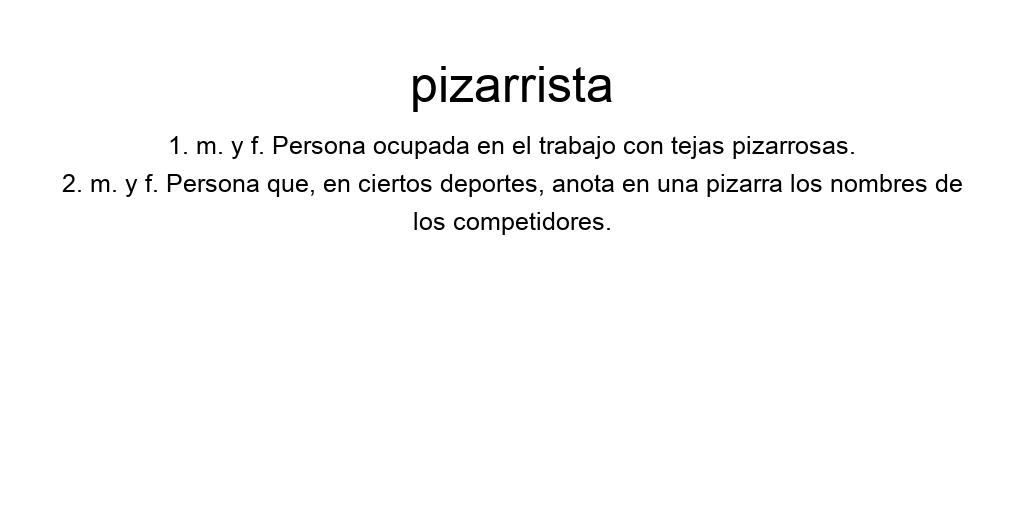 pizarrista
1. m. y f. Persona ocupada en el trabajo con tejas pizarrosas.
2. m. y f. Persona que, en ciertos deportes, anota en una pizarra los nombres de
los competidores.